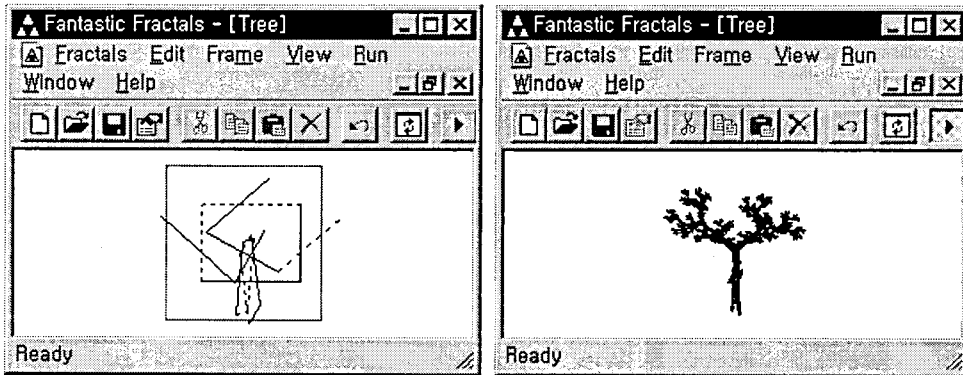 Fantastic Fractals - [Tree]
Fractals Edit Frame View Run
Window Help
Ready
Fantastic Fractals - [Tree]
Fractals Edit Frame View Run
Window Help
Ready